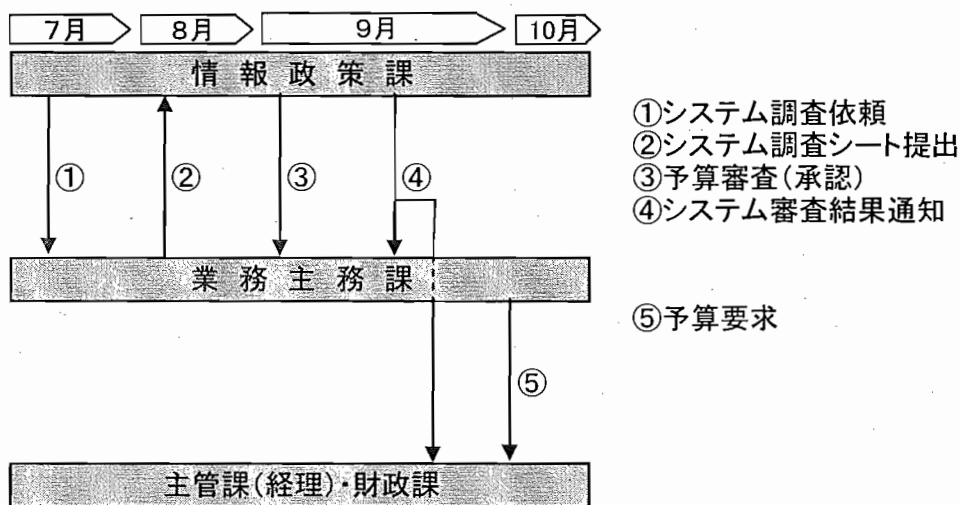 7月 8月 9月 10月
情報政策課
① ② ③ ④
①システム調査依頼
②システム調査シート提出
③予算審査(承認)
④システム審査結果通知
業務主務課
⑤予算要求
⑤
主管課(経理)・財政課